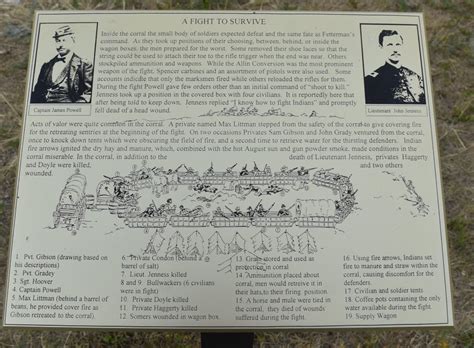 A FIGHT TO SURVIVE
Inside the corral the small body of soldiers expected defeat and the same fate as Fetterman's
command. As they took up positions of their choosing, between, behind, or inside the
wagon boxes, the men prepared for the worst. Some removed their shoe laces so that the
string could be used to attach their toe to the rifle trigger when the end was near. Others
stockpiled ammunition and weapons. While the Allin Conversion was the most prominent
weapon of the fight, Spencer carbines and an assortment of pistols were also used. Some
accounts indicate that only the marksmen fired while others reloaded the rifles for them.
During the fight Powell gave few orders other than an initial command of "shoot to kill."
Jenness took up a position in the covered box with four civilians. It is reportedly here that
after being told to keep down, Jenness replied "I know how to fight Indians" and promptly
fell dead of a head wound.
Captain James Powell
Lieutenant John Jenness
Acts of valor were quite common in the corral. A private named Max Littman stepped from the safety of the corral to give covering fire
for the retreating sentries at the beginning of the fight. On two occasions Privates Sam Gibson and John Grady ventured from the corral,
once to knock down tents which were obscuring the field of fire, and a second time to retrieve water for the thirsting defenders. Indian
fire arrows ignited the dry hay and manure, which, combined with the hot August sun and gun powder smoke, made conditions in the
corral miserable. In the corral, in addition to the death of Lieutenant Jenness, privates Haggerty
and Doyle were killed, and two others
wounded.
1 Pvt. Gibson (drawing based on
his descriptions)
2 Pvt. Gradey
3 Sgt. Hoover
4 Captain Powell
5 Max Littman (behind a barrel of
beans, he provided cover fire as
Gibson retreated to the corral).
6. Private Condon (behind a
barrel of salt)
7 Lieut. Jenness killed
8 and 9. Bullwackers (6 civilians
were in fight)
10 Private Doyle killed
11 Private Haggerty killed
12 Somers wounded in wagon box
13. Grain stored and used as
protection in corral
14. Ammunition placed about
corral, men would retreive it in
their hats, to their firing position.
15. A horse and male were tied in
the corral, they died of wounds
suffered during the fight.
16 Using fire arrows, Indians set
fire to manure and straw within the
corral, causing discomfort for the
defenders.
17 Civilian and soldier tents
18. Coffee pots containing the only
water available during the fight.
19. Supply Wagon